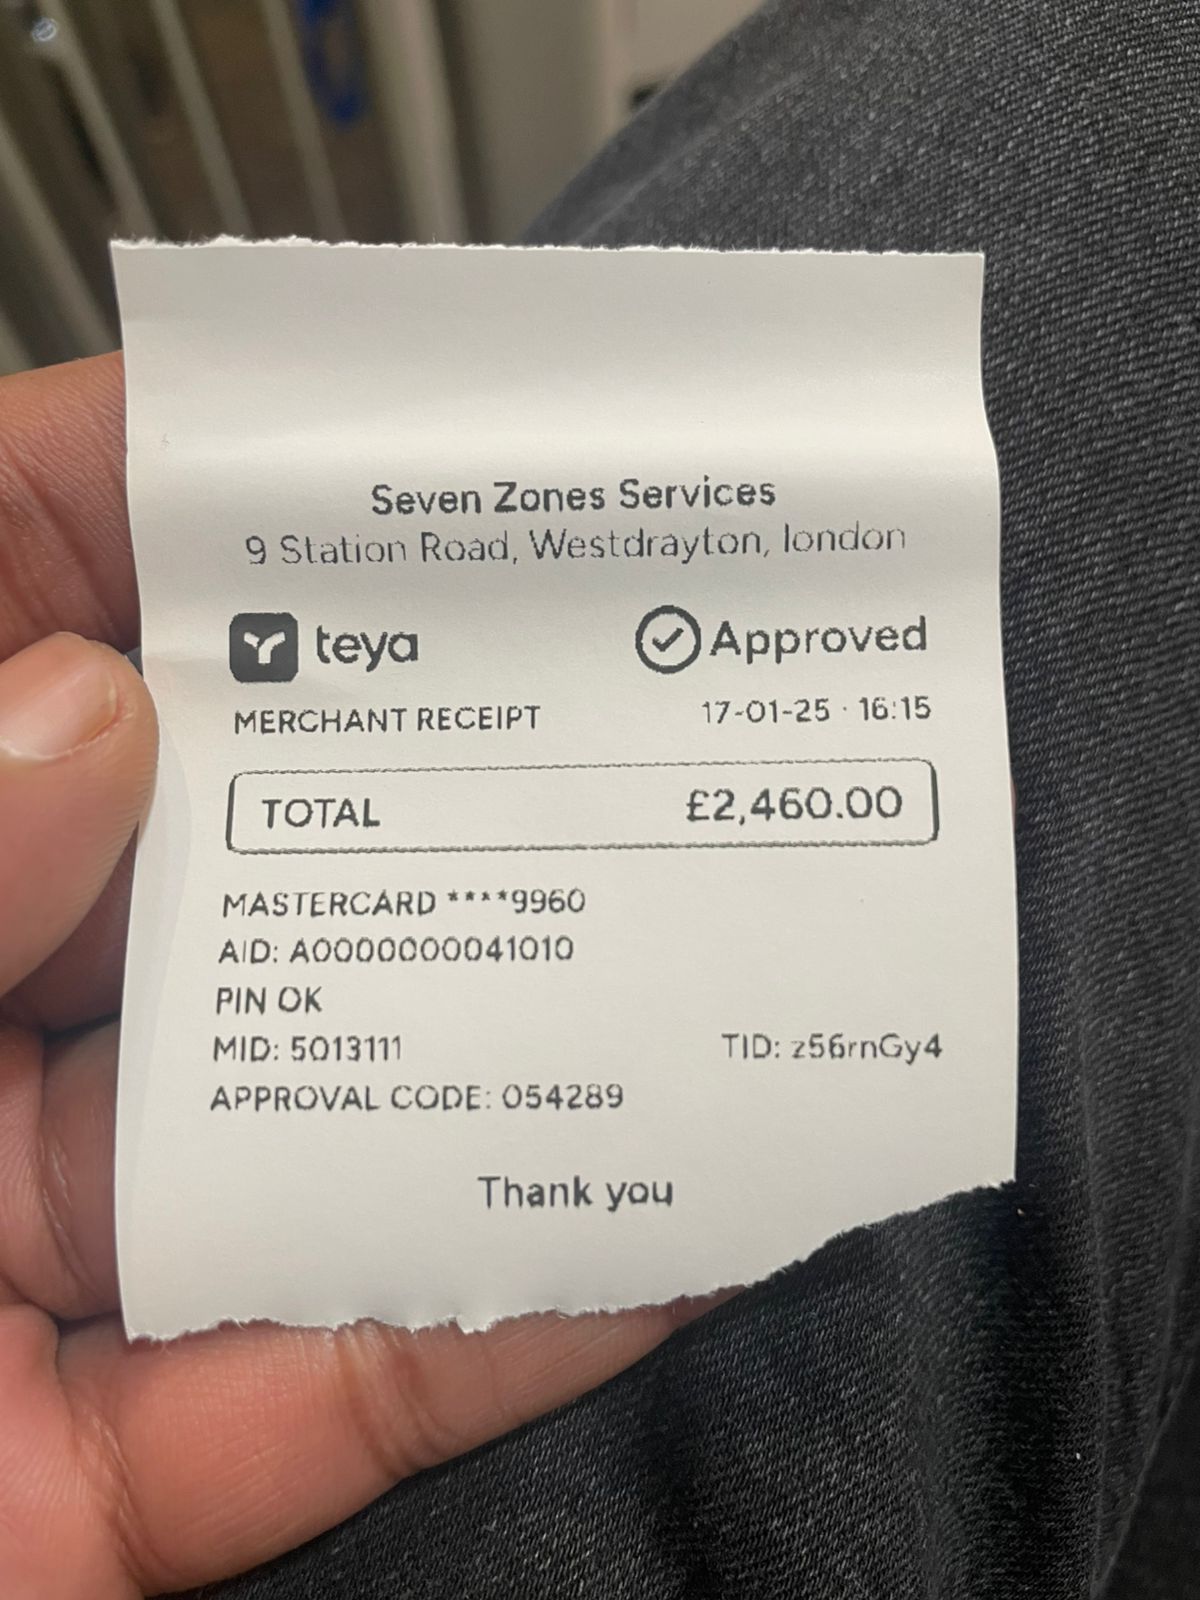 Seven Zones Services
9 Station Road, Westdrayton, london
teya
Approved
MERCHANT RECEIPT 17-01-25 · 16:15
TOTAL £2,460.00
MASTERCARD ****9960
AID: A0000000041010
PIN OK
MID: 5013111 TID: z56rnGy4
APPROVAL CODE: 054289
Thank you